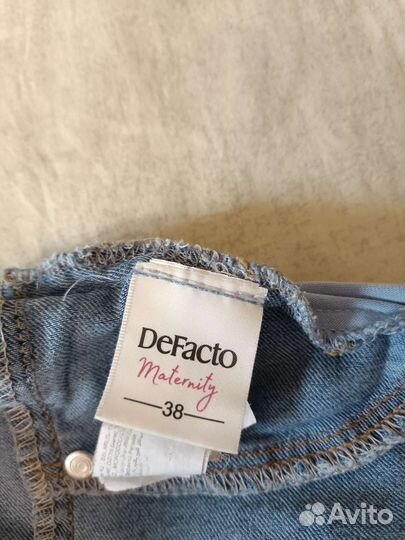 DeFacto
Maternity
38
Avito